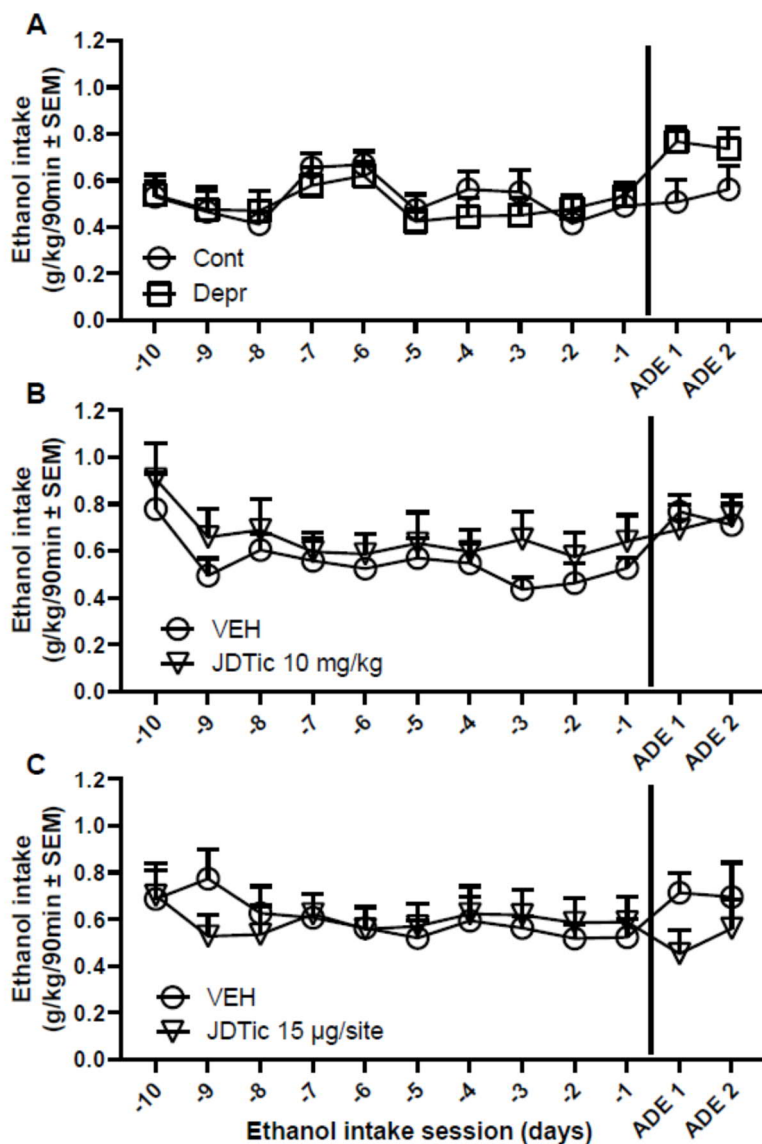 A
Ethanol intake
(g/kg/90min ± SEM)
1.2
1.0
0.8
0.6
0.4
0.2
0.0
Cont
Depr
-10 -9 -8 -7 -6 -5 -4 -3 -2 -1 ADE 1 ADE 2
B
Ethanol intake
(g/kg/90min ± SEM)
1.2
1.0
0.8
0.6
0.4
0.2
0.0
VEH
JDTic 10 mg/kg
-10 -9 -8 -7 -6 -5 -4 -3 -2 -1 ADE 1 ADE 2
C
Ethanol intake
(g/kg/90min ± SEM)
1.2
1.0
0.8
0.6
0.4
0.2
0.0
VEH
JDTic 15 µg/site
-10 -9 -8 -7 -6 -5 -4 -3 -2 -1 ADE 1 ADE 2
Ethanol intake session (days)